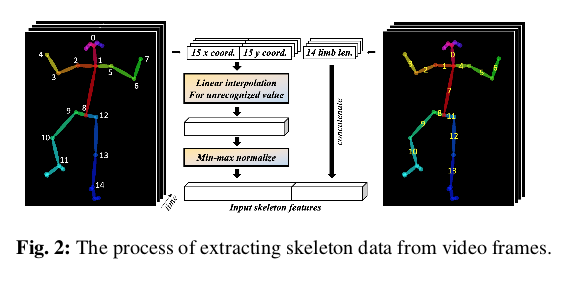 0
4
2
1
7
3
5
6
9
8
12
10
11
13
14
15 x coord.
15 y coord.
14 limb len.
Linear interpolation
For unrecognized value
Min-max normalize
concatenate
time
Input skeleton features
0
3
2
1
4
5
6
7
8
11
9
10
12
13
Fig. 2: The process of extracting skeleton data from video frames.